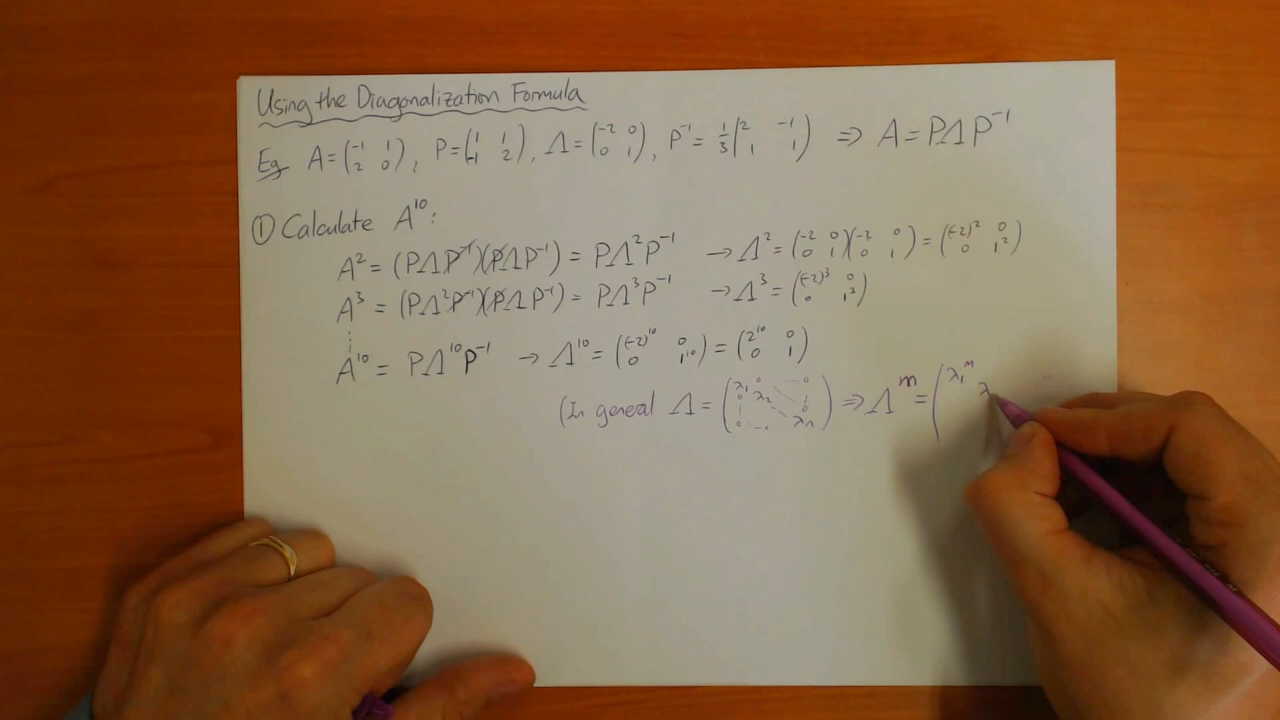 Using the Diagonalization Formula
Eg A = (-1 1 2 0), P = (1 1 -1 2), Λ = (-2 0 0 1), P⁻¹ = 1/3 (2 -1 1 1) ⇒ A = PΛP⁻¹
① Calculate A¹⁰:
A² = (PΛP⁻¹)(PΛP⁻¹) = PΛ²P⁻¹ → Λ² = (-2 0 0 1)(-2 0 0 1) = ((-2)² 0 0 1²)
A³ = (PΛ²P⁻¹)(PΛP⁻¹) = PΛ³P⁻¹ → Λ³ = ((-2)³ 0 0 1³)
⋮
A¹⁰ = PΛ¹⁰P⁻¹ → Λ¹⁰ = ((-2)¹⁰ 0 0 1¹⁰) = (2¹⁰ 0 0 1)
(In general Λ = (λ₁ 0 --- 0 0 λ₂ ⋱ ⋮ ⋮ ⋱ 0 0 -- λₙ) ⇒ Λᵐ = (λ₁ᵐ λ